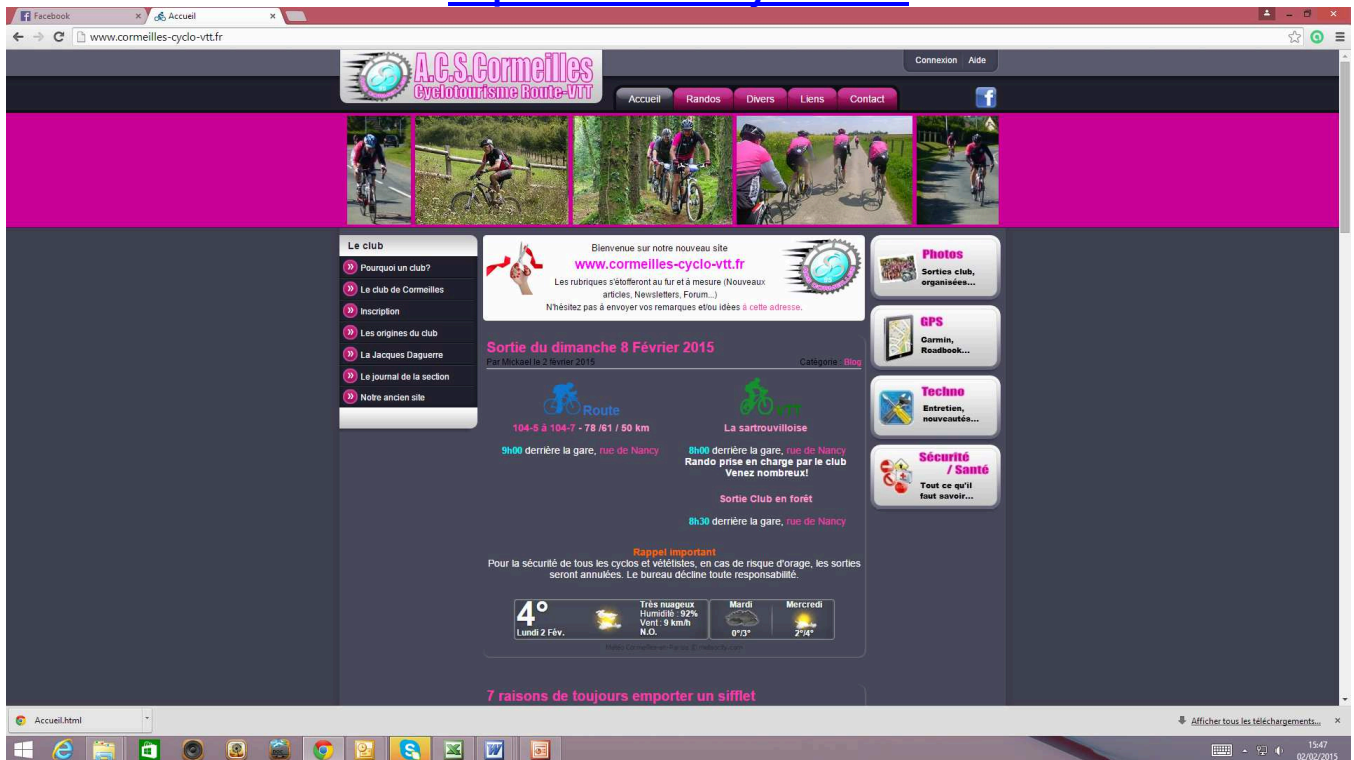 Facebook
Accueil
www.cormeilles-cyclo-vtt.fr
A.C.S.Cormeilles
Cyclotourisme Route-VTT
Connexion Aide
Accueil Randos Divers Liens Contact
Le club
Pourquoi un club?
Le club de Cormeilles
Inscription
Les origines du club
La Jacques Daguerre
Le journal de la section
Notre ancien site
Bienvenue sur notre nouveau site
www.cormeilles-cyclo-vtt.fr
Les rubriques s'étofferont au fur et à mesure (Nouveaux
articles, Newsletters, Forum...)
N'hésitez pas à envoyer vos remarques et/ou idées à cette adresse.
Sortie du dimanche 8 Février 2015
Par Mickael le 2 février 2015 Catégorie : Blog
Route
104-5 à 104-7 - 78 /61 / 50 km
9h00 derrière la gare, rue de Nancy
VTT
La sartrouvilloise
8h00 derrière la gare, rue de Nancy
Rando prise en charge par le club
Venez nombreux!
Sortie Club en forêt
8h30 derrière la gare, rue de Nancy
Rappel important
Pour la sécurité de tous les cyclos et vététistes, en cas de risque d'orage, les sorties
seront annulées. Le bureau décline toute responsabilité.
4°
Lundi 2 Fév.
Très nuageux
Humidité : 92%
Vent : 9 km/h
N.O.
Mardi
0°/3°
Mercredi
2°/4°
7 raisons de toujours emporter un sifflet
Photos
Sorties club,
organisées...
GPS
Garmin,
Roadbook...
Techno
Entretien,
nouveautés...
Sécurité
/ Santé
Tout ce qu'il
faut savoir...
Accueil.html
Afficher tous les téléchargements...
15:47
02/02/2015